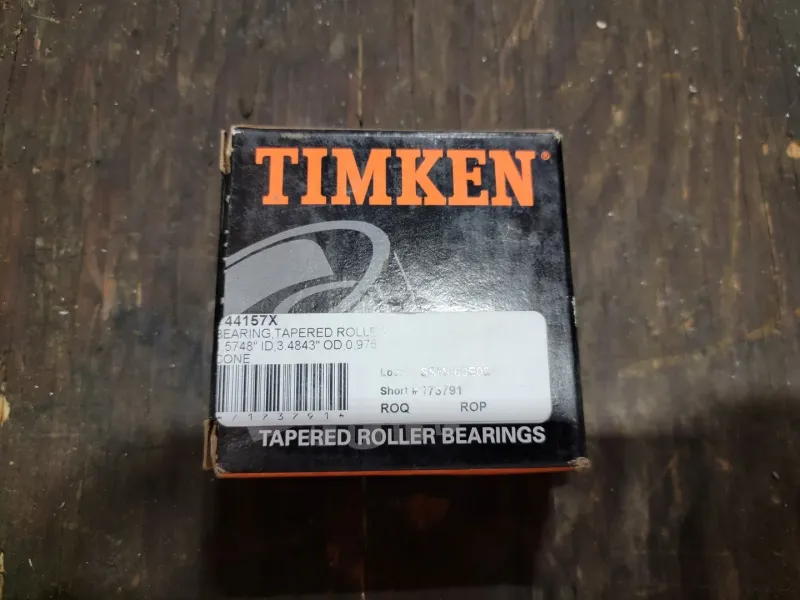 TIMKEN®
44157X
BEARING,TAPERED ROLLE
5748" ID,3.4843" OD 0.976
CONE
Short # 173791
*173791*
ROQ ROP
TAPERED ROLLER BEARINGS